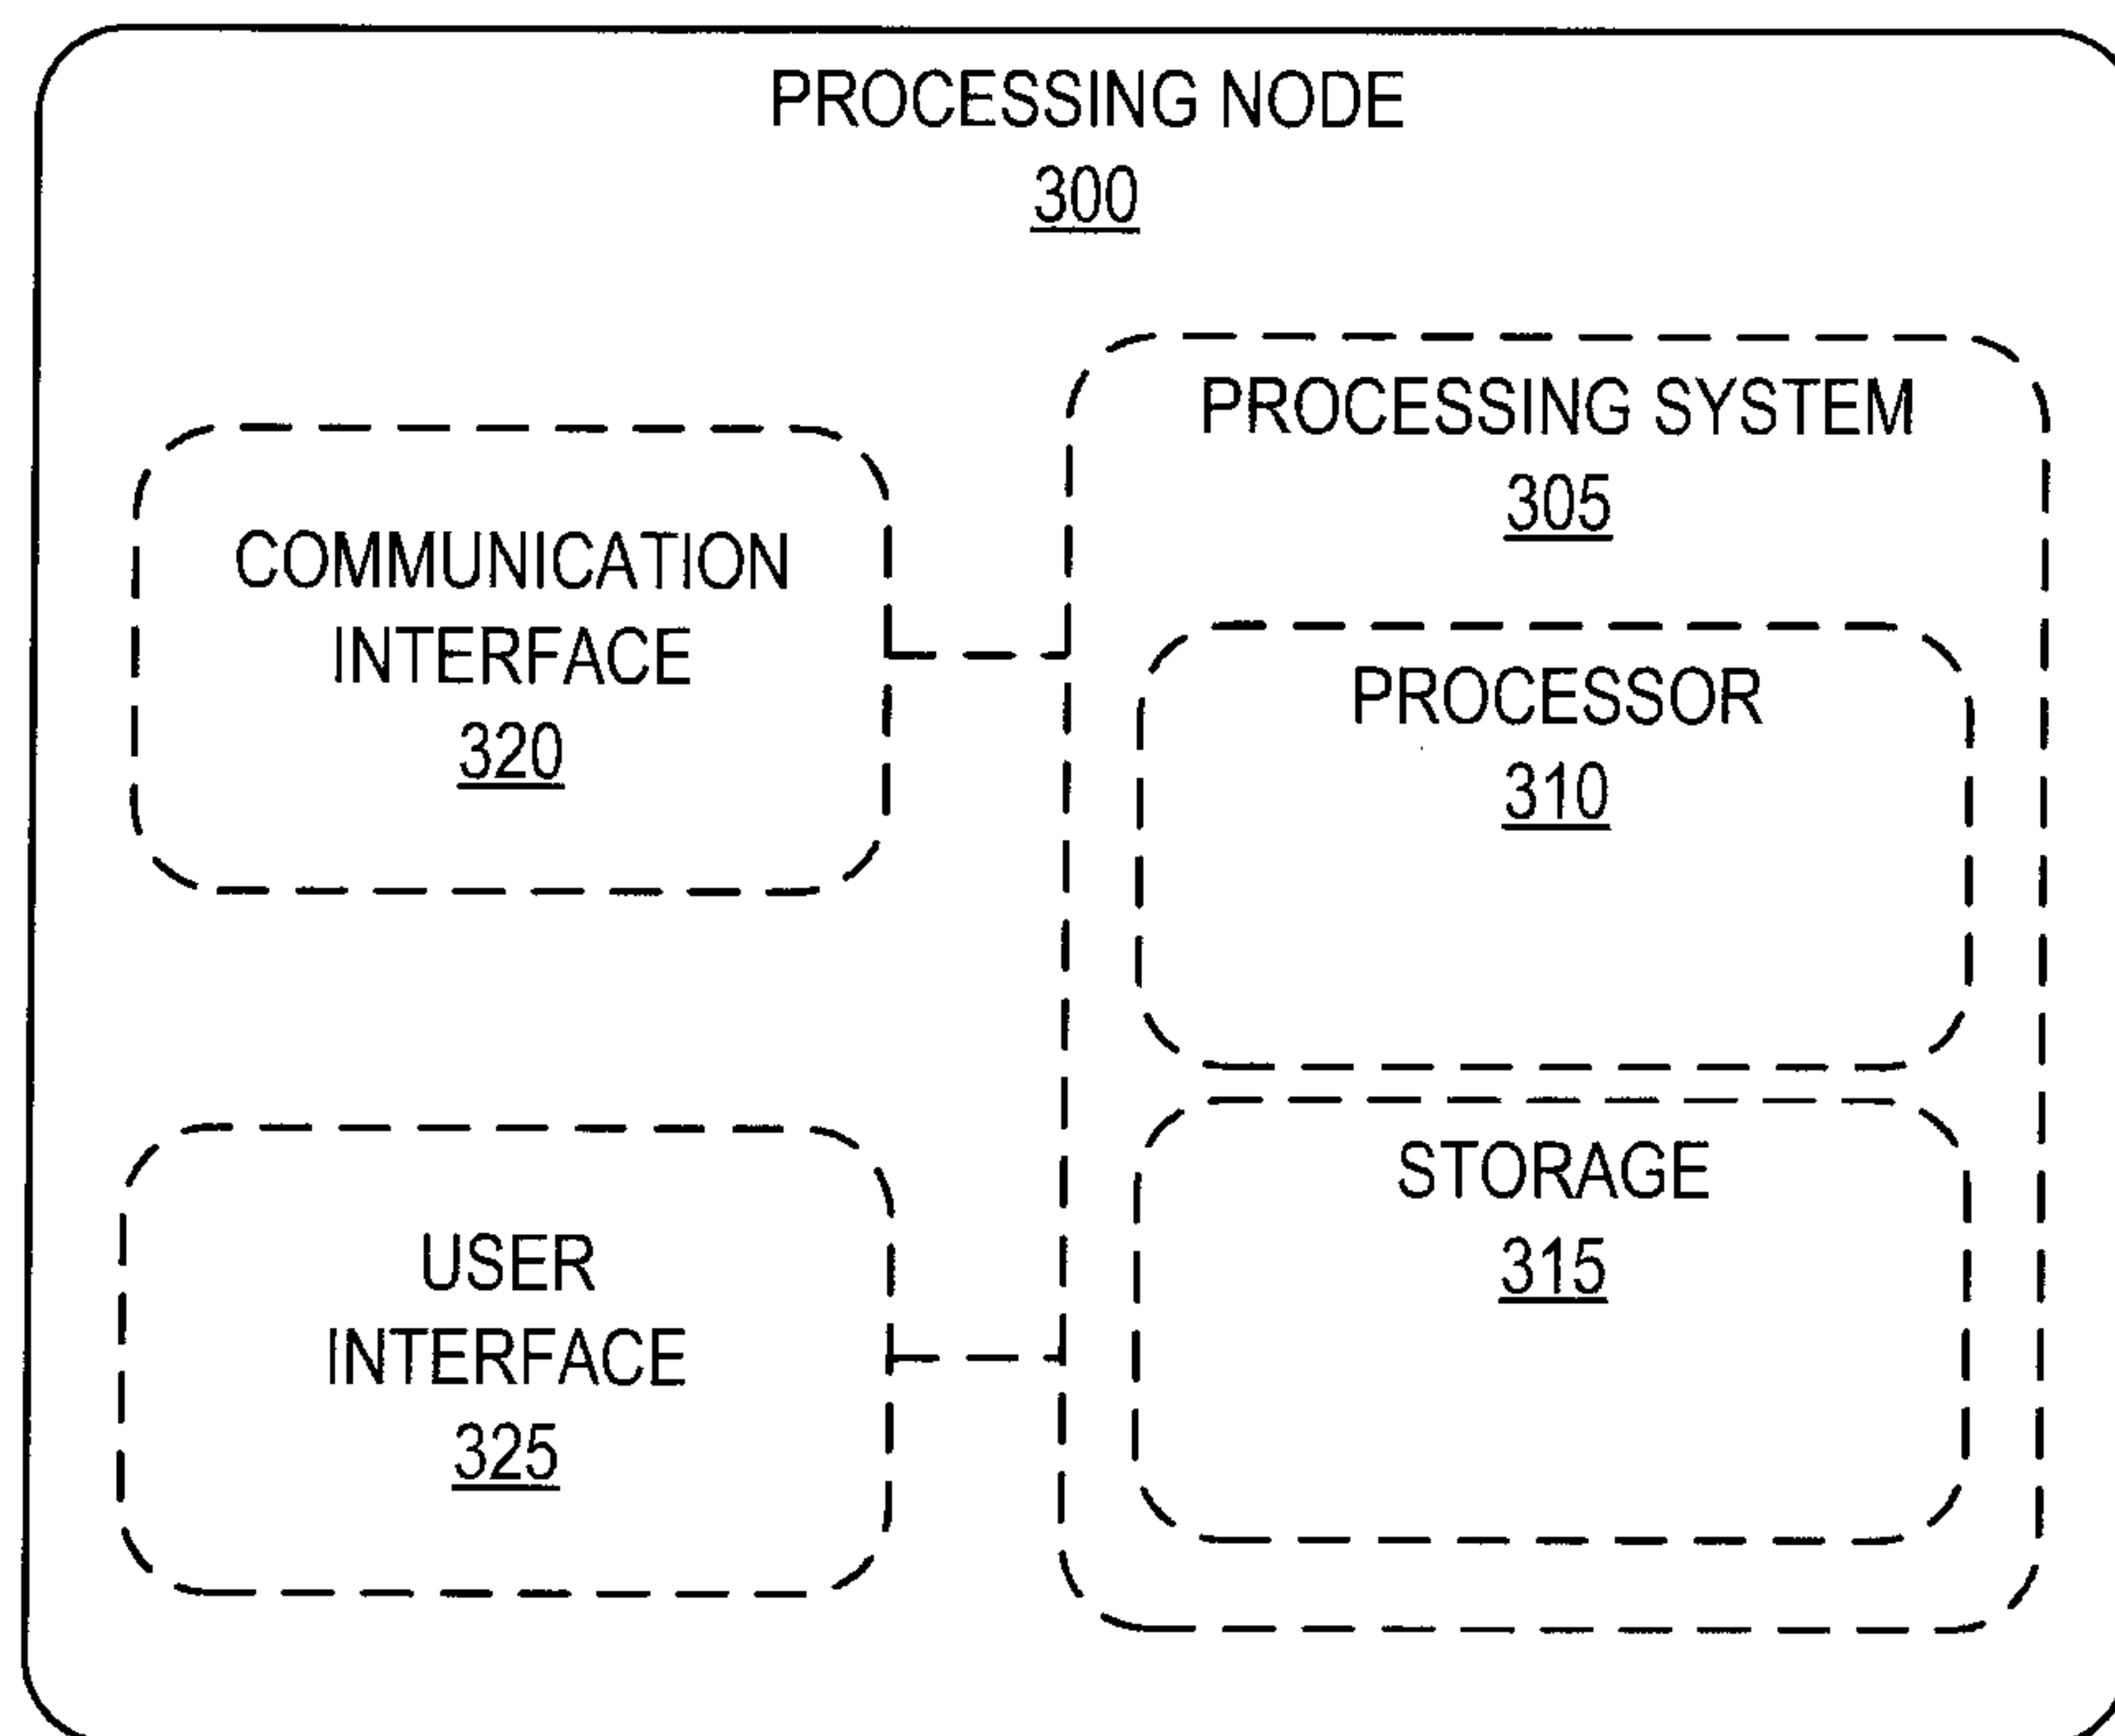 PROCESSING NODE
300
PROCESSING SYSTEM
305
COMMUNICATION
INTERFACE
320
PROCESSOR
310
STORAGE
315
USER
INTERFACE
325